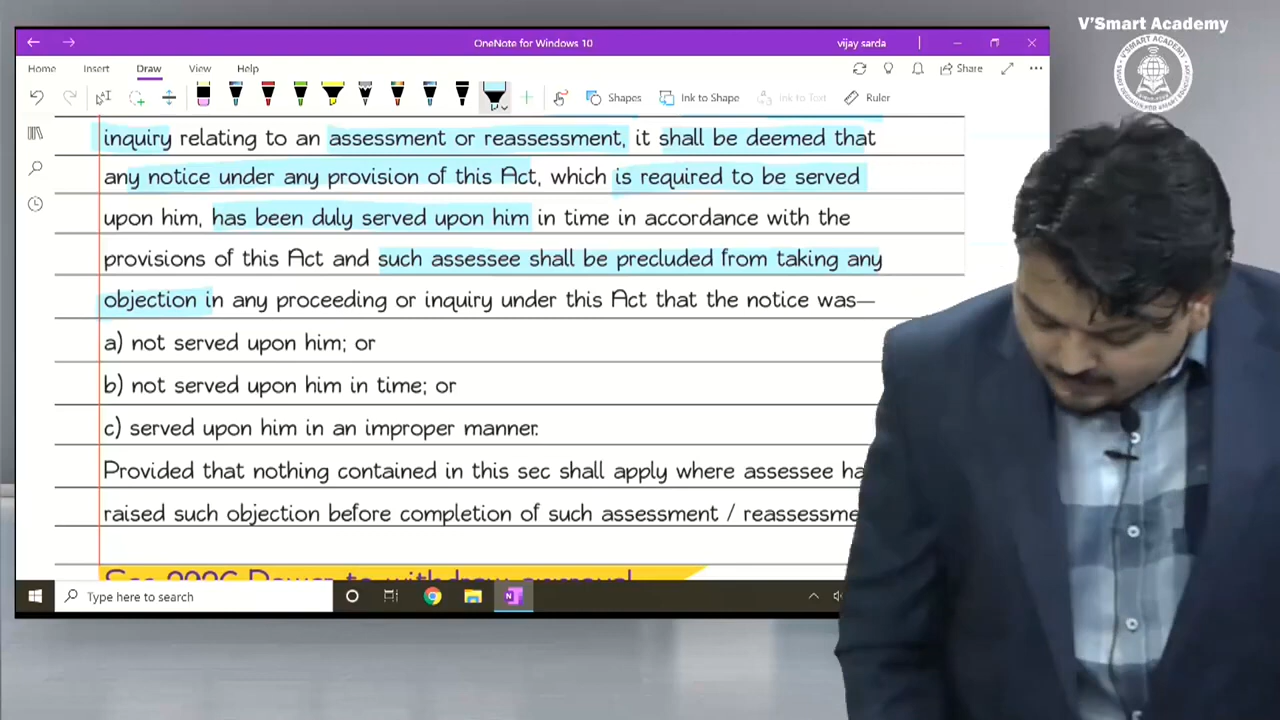 V'Smart Academy
OneNote for Windows 10
vijay sarda
Home Insert Draw View Help
Share
Shapes
Ink to Shape
Ink to Text
Ruler
inquiry relating to an assessment or reassessment, it shall be deemed that
any notice under any provision of this Act, which is required to be served
upon him, has been duly served upon him in time in accordance with the
provisions of this Act and such assessee shall be precluded from taking any
objection in any proceeding or inquiry under this Act that the notice was—
a) not served upon him; or
b) not served upon him in time; or
c) served upon him in an improper manner.
Provided that nothing contained in this sec shall apply where assessee ha
raised such objection before completion of such assessment / reassessme
Type here to search